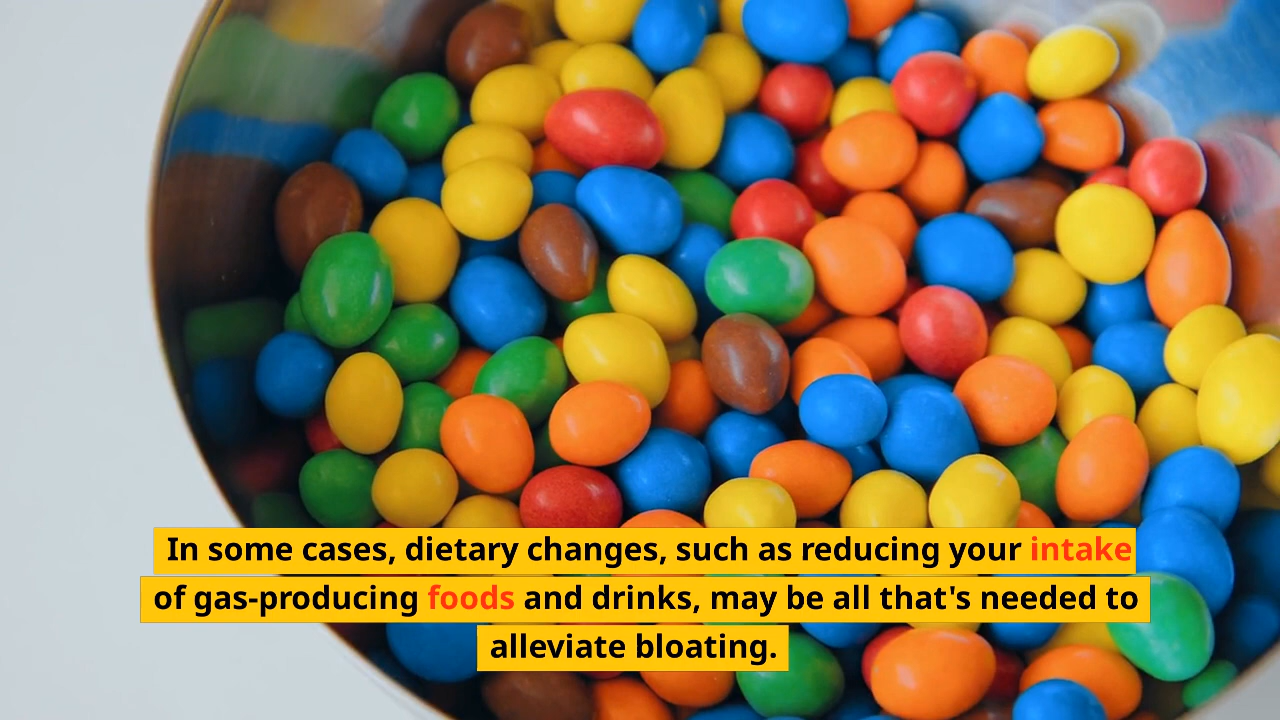 In some cases, dietary changes, such as reducing your intake
of gas-producing foods and drinks, may be all that's needed to
alleviate bloating.